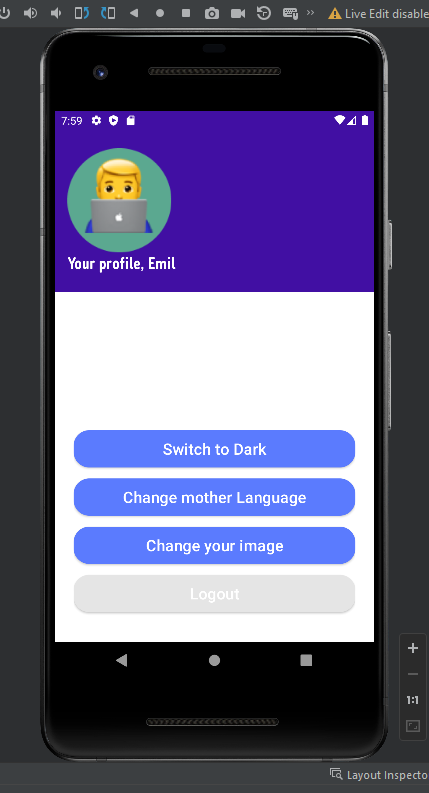 Live Edit disable
7:59
Your profile, Emil
Switch to Dark
Change mother Language
Change your image
Logout
1:1
Layout Inspecto